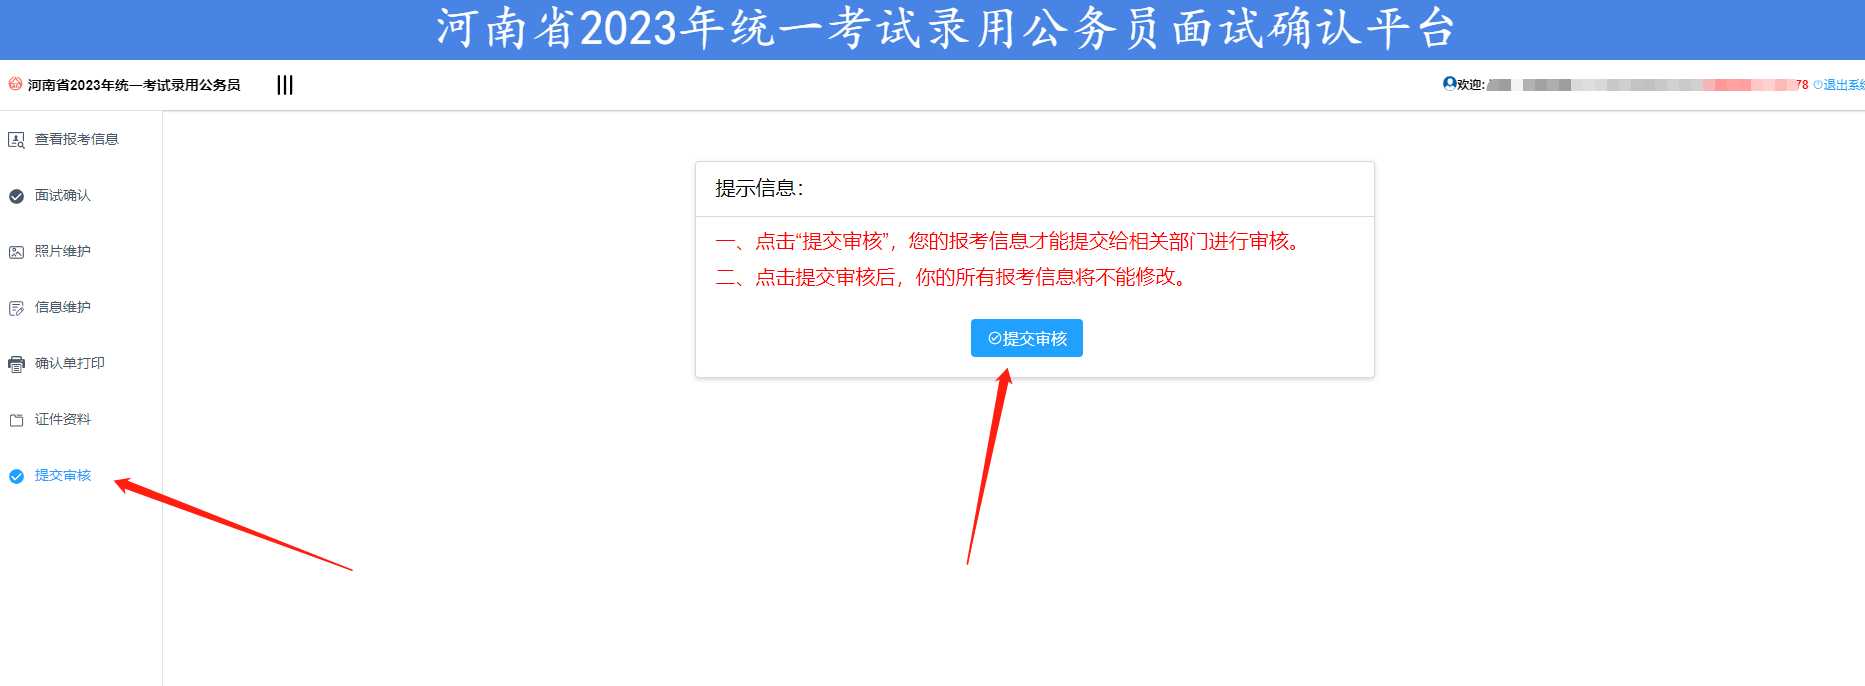 河南省2023年统一考试录用公务员面试确认平台
河南省2023年统一考试录用公务员
欢迎:
78
退出系统
查看报考信息
面试确认
照片维护
信息维护
确认单打印
证件资料
提交审核
提示信息:
一、点击“提交审核”，您的报考信息才能提交给相关部门进行审核。
二、点击提交审核后，你的所有报考信息将不能修改。
提交审核